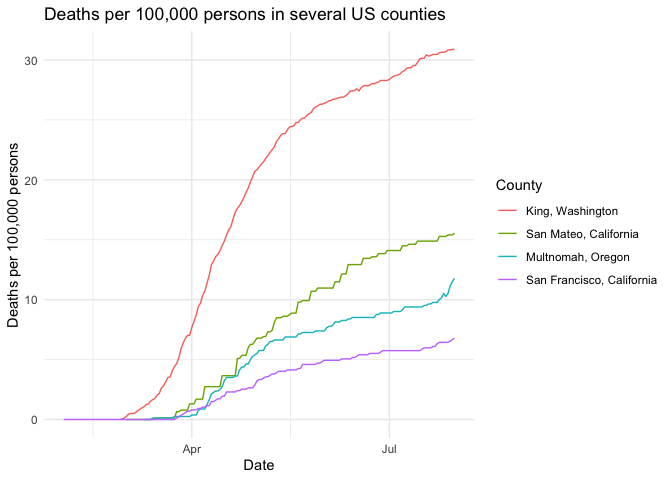 Deaths per 100,000 persons in several US counties
30
20
10
0
Deaths per 100,000 persons
Apr
Jul
Date
County
King, Washington
San Mateo, California
Multnomah, Oregon
San Francisco, California